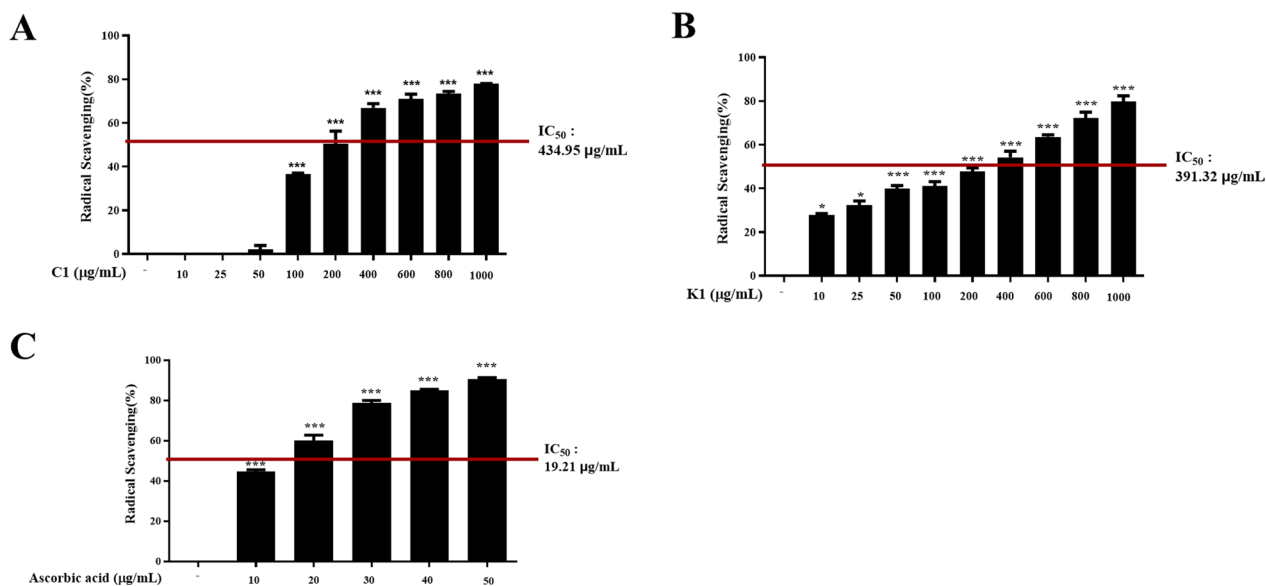 A
Radical Scavenging(%)
100
80
60
40
20
0
***
***
***
***
***
***
IC50 :
434.95 μg/mL
C1 (μg/mL)
- 10 25 50 100 200 400 600 800 1000
B
Radical Scavenging(%)
100
80
60
40
20
0
*
*
***
***
***
***
***
***
***
IC50 :
391.32 μg/mL
K1 (μg/mL)
- 10 25 50 100 200 400 600 800 1000
C
Radical Scavenging(%)
100
80
60
40
20
0
***
***
***
***
***
IC50 :
19.21 μg/mL
Ascorbic acid (μg/mL)
- 10 20 30 40 50